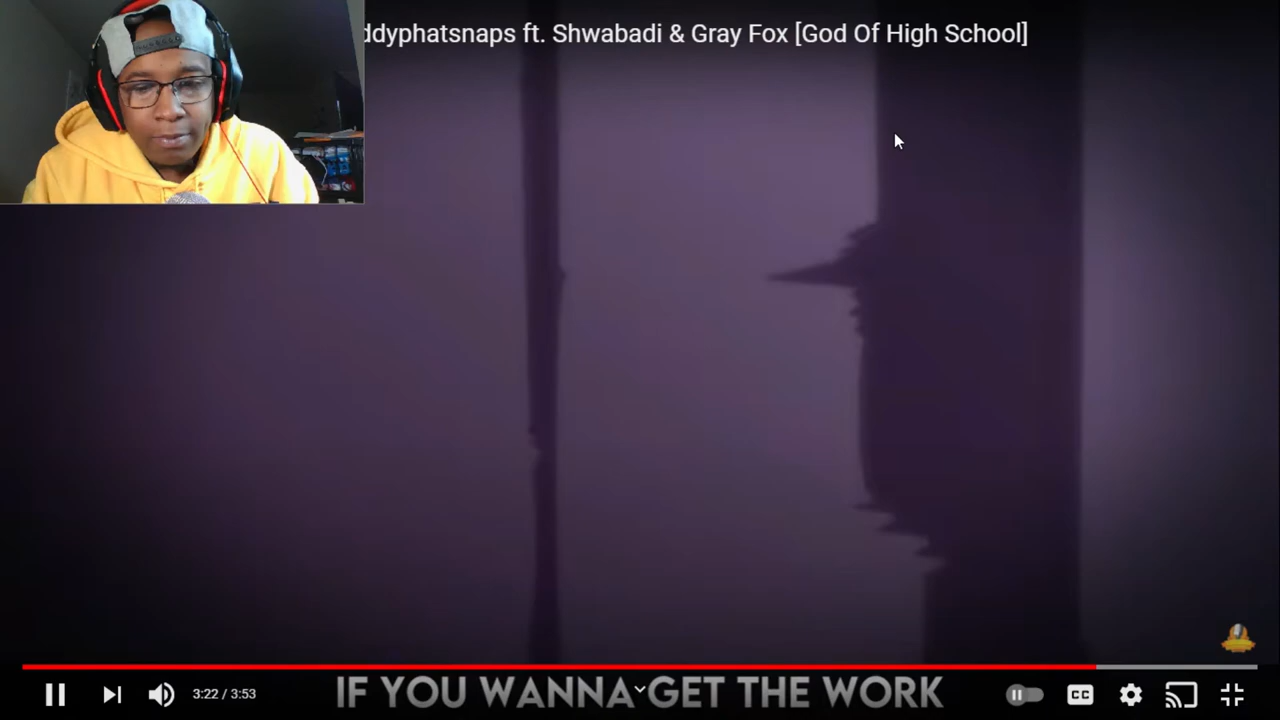 ddyphatsnaps ft. Shwabadi & Gray Fox [God Of High School]
3:22 / 3:53
IF YOU WANNA GET THE WORK
CC